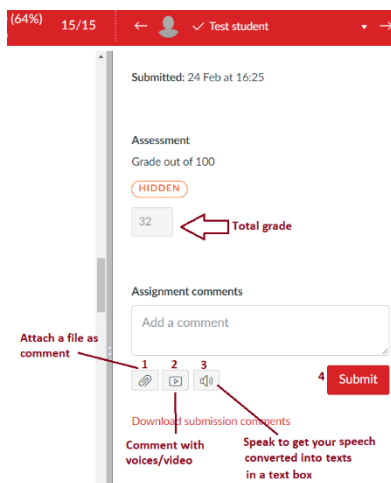 (64%) 15/15 Test student
Submitted: 24 Feb at 16:25
Assessment
Grade out of 100
HIDDEN
32
Total grade
Assignment comments
Add a comment
Attach a file as
comment
1 2 3
4 Submit
Download submission comments
Comment with
voices/video
Speak to get your speech
converted into texts
in a text box